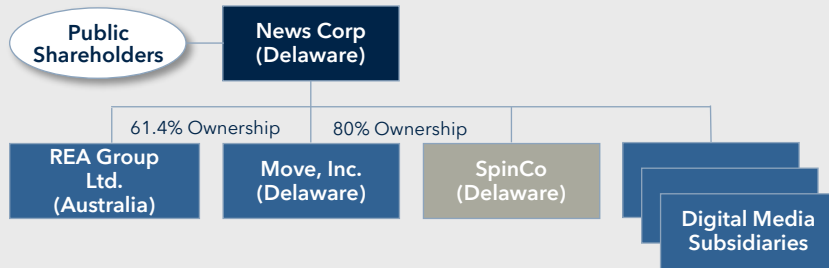 Public
Shareholders
News Corp
(Delaware)
61.4% Ownership
80% Ownership
REA Group
Ltd.
(Australia)
Move, Inc.
(Delaware)
SpinCo
(Delaware)
Digital Media
Subsidiaries